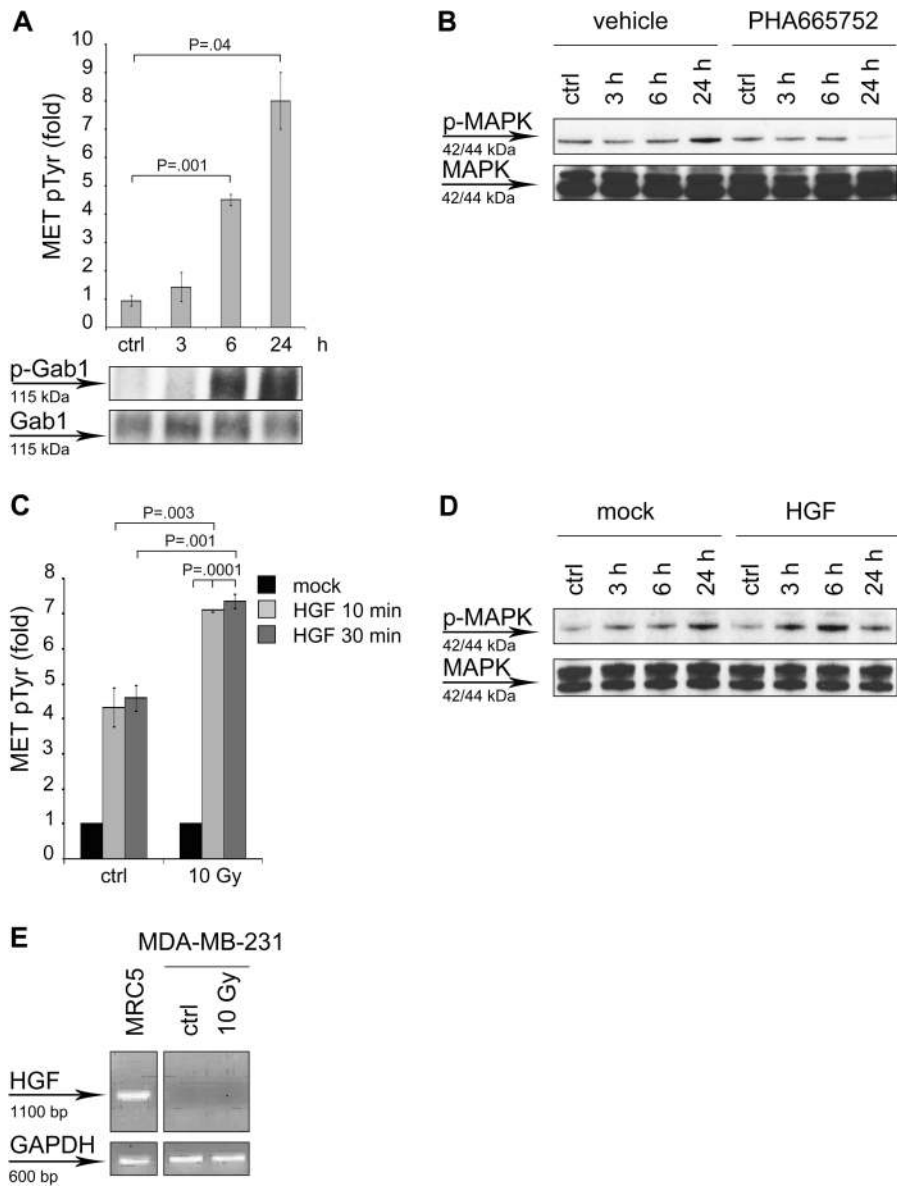 A
P=.04
P=.001
MET pTyr (fold)
10
9
8
7
6
5
4
3
2
1
0
ctrl 3 6 24 h
p-Gab1
115 kDa
Gab1
115 kDa
B
vehicle PHA665752
ctrl 3 h 6 h 24 h ctrl 3 h 6 h 24 h
p-MAPK
42/44 kDa
MAPK
42/44 kDa
C
P=.003
P=.001
P=.0001
mock
HGF 10 min
HGF 30 min
MET pTyr (fold)
8
7
6
5
4
3
2
1
0
ctrl 10 Gy
D
mock HGF
ctrl 3 h 6 h 24 h ctrl 3 h 6 h 24 h
p-MAPK
42/44 kDa
MAPK
42/44 kDa
E
MDA-MB-231
MRC5 ctrl 10 Gy
HGF
1100 bp
GAPDH
600 bp